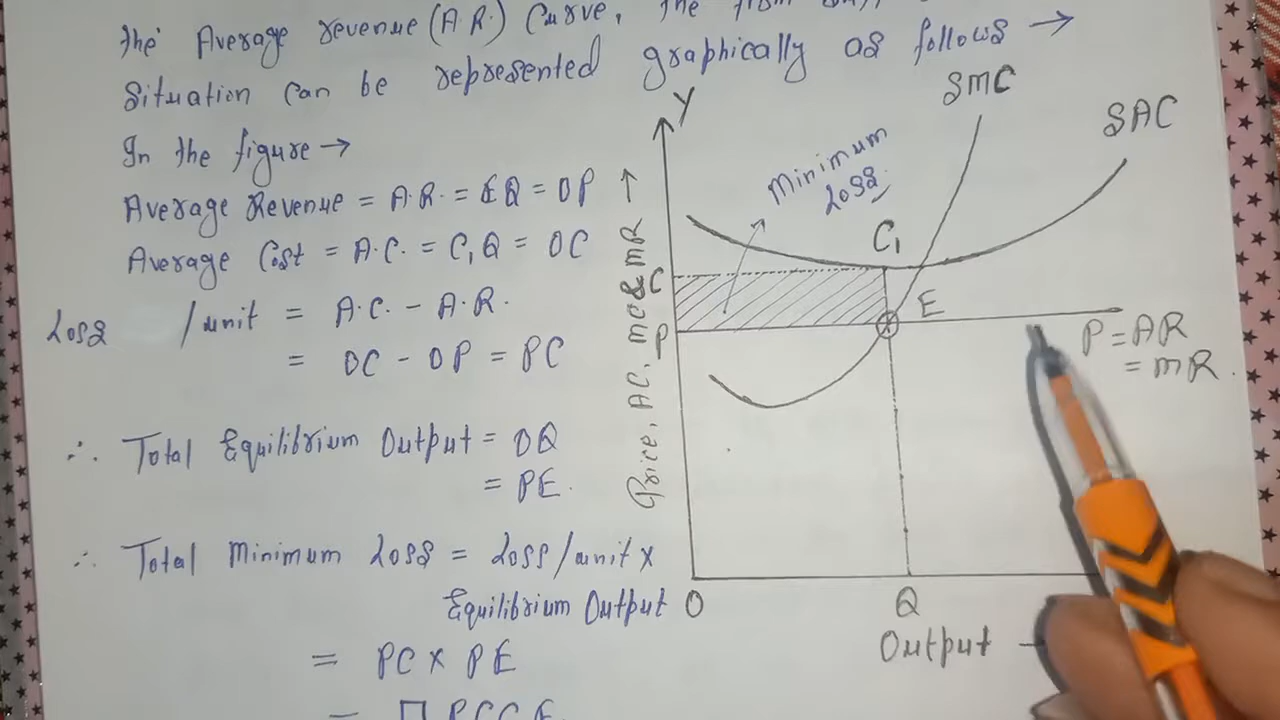 the Average revenue (A.R.) Curve, the firm
Situation Can be represented graphically as follows →
In the figure →
Average Revenue = A.R. = EQ = OP
Average Cost = A.C. = C₁Q = OC
Loss /unit = A.C. - A.R.
= OC - OP = PC
∴ Total Equilibrium Output = OQ
= PE.
∴ Total Minimum Loss = Loss/unit x
Equilibrium Output
= PC x PE
Y
SMC
SAC
Minimum
Loss.
C₁
C
E
P
P = AR
= MR.
Price, AC, MC & MR →
O
Q
Output